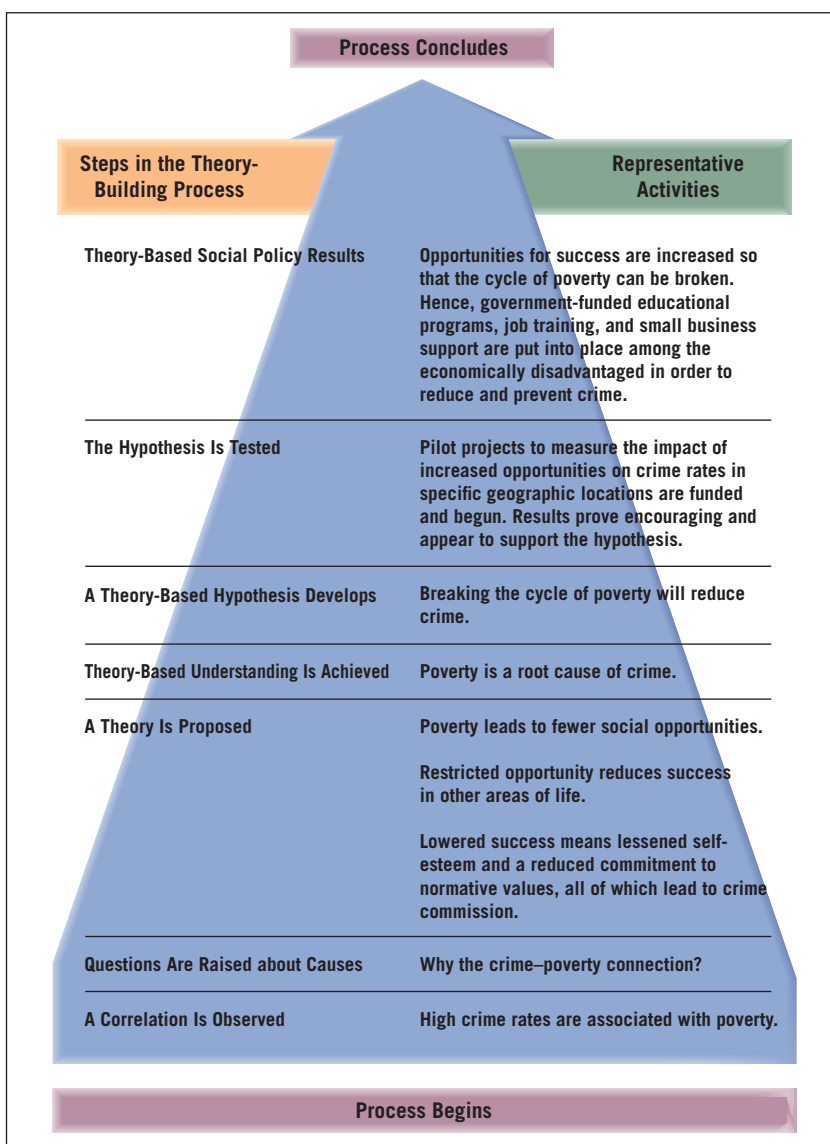 Process Concludes
Steps in the Theory-
Building Process
Representative
Activities
Theory-Based Social Policy Results
Opportunities for success are increased so
that the cycle of poverty can be broken.
Hence, government-funded educational
programs, job training, and small business
support are put into place among the
economically disadvantaged in order to
reduce and prevent crime.
The Hypothesis Is Tested
Pilot projects to measure the impact of
increased opportunities on crime rates in
specific geographic locations are funded
and begun. Results prove encouraging and
appear to support the hypothesis.
A Theory-Based Hypothesis Develops
Breaking the cycle of poverty will reduce
crime.
Theory-Based Understanding Is Achieved
Poverty is a root cause of crime.
A Theory Is Proposed
Poverty leads to fewer social opportunities.
Restricted opportunity reduces success
in other areas of life.
Lowered success means lessened self-
esteem and a reduced commitment to
normative values, all of which lead to crime
commission.
Questions Are Raised about Causes
Why the crime–poverty connection?
A Correlation Is Observed
High crime rates are associated with poverty.
Process Begins